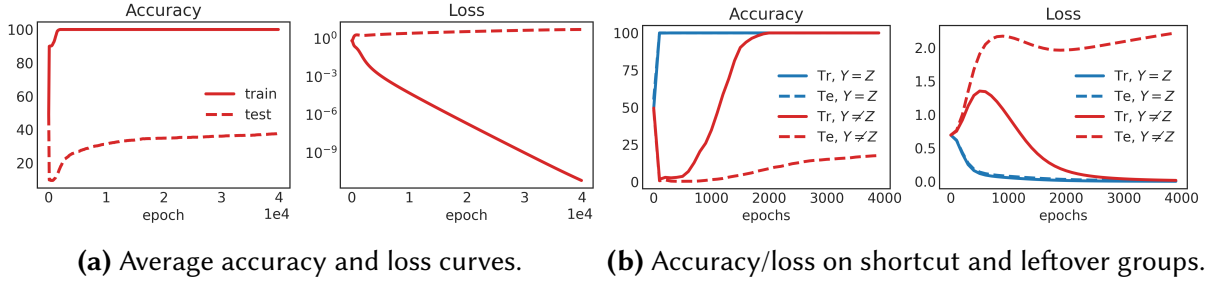 Accuracy
100
80
60
40
20
train
test
0 1 2 3 4
1e4
epoch
Loss
10⁰
10⁻³
10⁻⁶
10⁻⁹
0 1 2 3 4
1e4
epoch
(a) Average accuracy and loss curves.
Accuracy
100
75
50
25
0
Tr, Y = Z
Te, Y = Z
Tr, Y ≠ Z
Te, Y ≠ Z
0 1000 2000 3000 4000
epochs
Loss
2.0
1.5
1.0
0.5
0.0
Tr, Y = Z
Te, Y = Z
Tr, Y ≠ Z
Te, Y ≠ Z
0 1000 2000 3000 4000
epochs
(b) Accuracy/loss on shortcut and leftover groups.